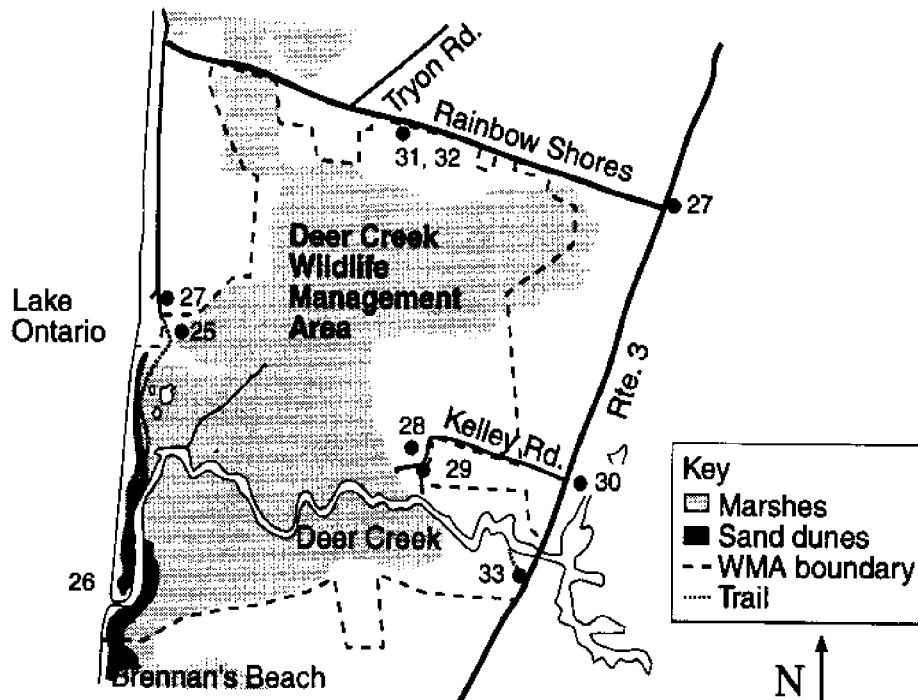 Tryon Rd.
Rainbow Shores
31, 32
27
Deer Creek
Wildlife
Management
Area
Lake
Ontario
27
25
Rte. 3
28
Kelley Rd.
29
30
Key
Marshes
Sand dunes
WMA boundary
Trail
Deer Creek
26
33
Brennan's Beach
N